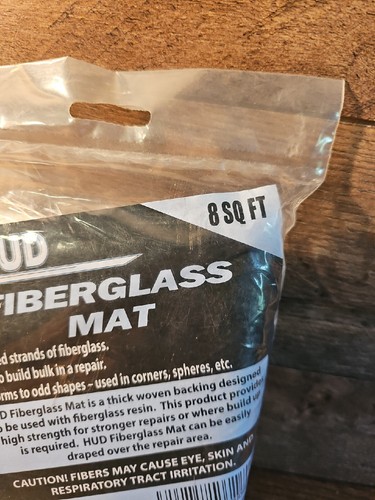 8 SQ FT
UD
FIBERGLASS
MAT
ed strands of fiberglass.
o build bulk in a repair.
orms to odd shapes – used in corners, spheres, etc.
D Fiberglass Mat is a thick woven backing designed
o be used with fiberglass resin. This product provides
high strength for stronger repairs or where build up
is required. HUD Fiberglass Mat can be easily
draped over the repair area.
CAUTION! FIBERS MAY CAUSE EYE, SKIN AND
RESPIRATORY TRACT IRRITATION.